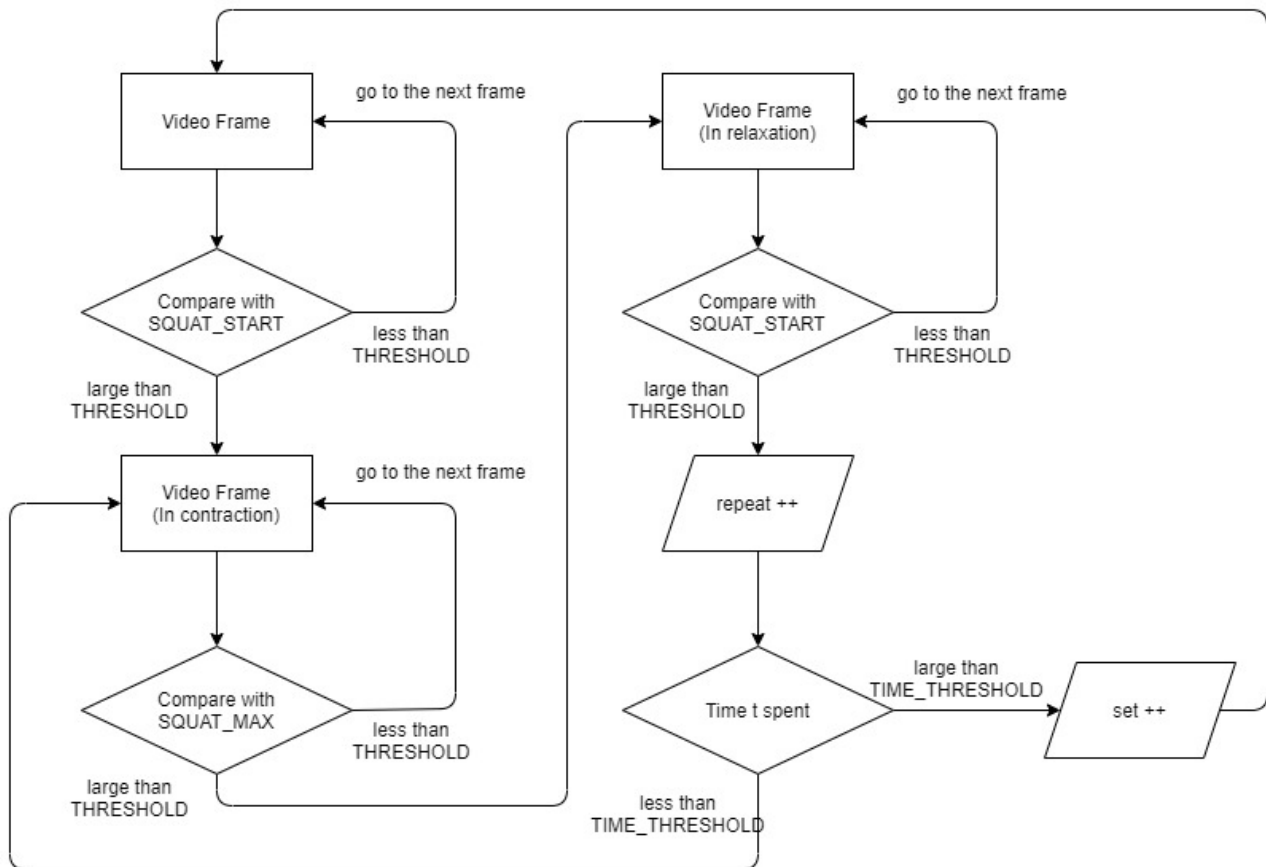 go to the next frame
Video Frame
Compare with
SQUAT_START
less than
THRESHOLD
large than
THRESHOLD
go to the next frame
Video Frame
(In contraction)
Compare with
SQUAT_MAX
less than
THRESHOLD
large than
THRESHOLD
go to the next frame
Video Frame
(In relaxation)
Compare with
SQUAT_START
less than
THRESHOLD
large than
THRESHOLD
repeat ++
Time t spent
large than
TIME_THRESHOLD
set ++
less than
TIME_THRESHOLD